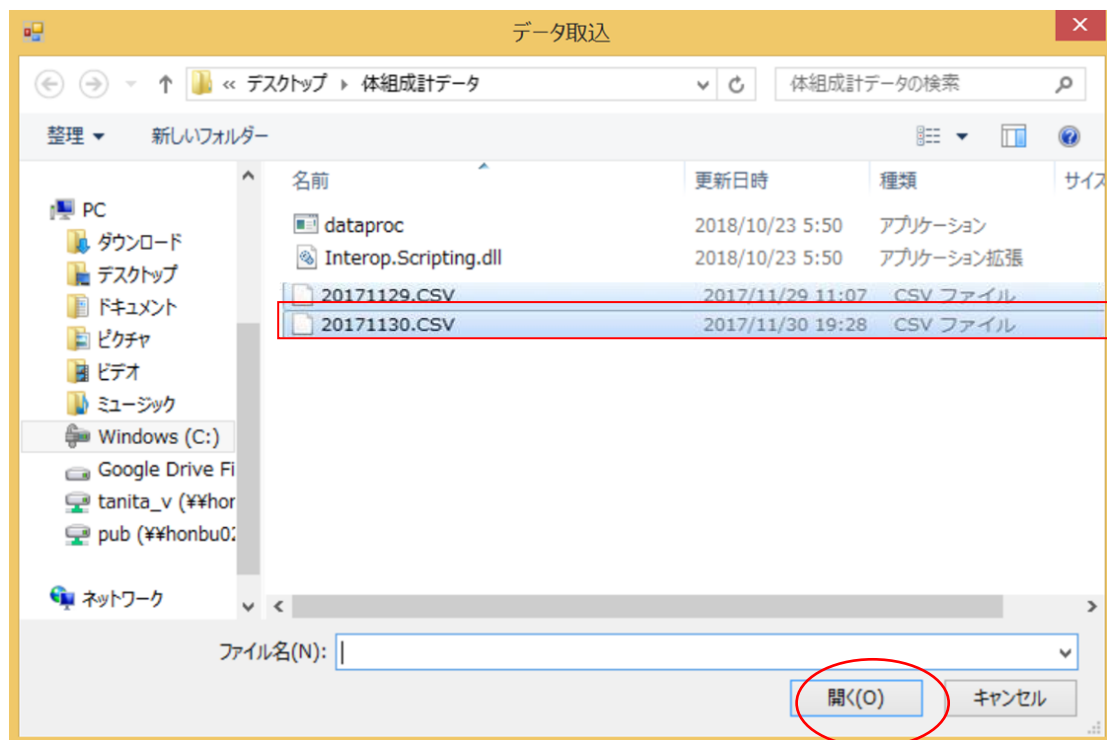 データ取込
« デスクトップ ▸ 体組成計データ
体組成計データの検索
整理
新しいフォルダー
名前 更新日時 種類 サイズ
PC
ダウンロード
デスクトップ
ドキュメント
ピクチャ
ビデオ
ミュージック
Windows (C:)
Google Drive Fi
tanita_v (¥¥hon
pub (¥¥honbu02
ネットワーク
dataproc 2018/10/23 5:50 アプリケーション
Interop.Scripting.dll 2018/10/23 5:50 アプリケーション拡張
20171129.CSV 2017/11/29 11:07 CSV ファイル
20171130.CSV 2017/11/30 19:28 CSV ファイル
ファイル名(N):
開く(O) キャンセル